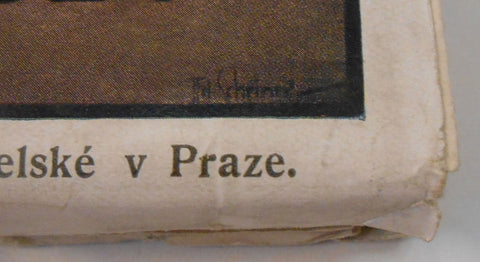 elské v Praze.